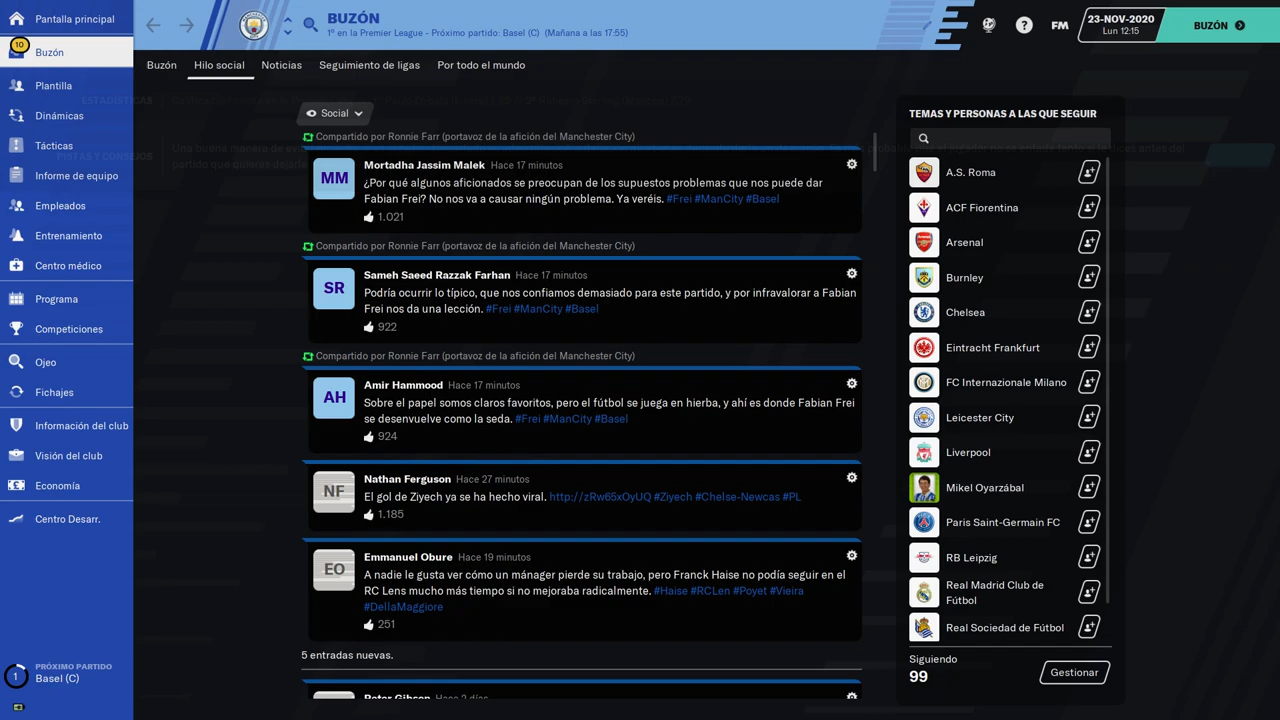 Pantalla principal
10
Buzón
Plantilla
Dinámicas
Tácticas
Informe de equipo
Empleados
Entrenamiento
Centro médico
Programa
Competiciones
Ojeo
Fichajes
Información del club
Visión del club
Economía
Centro Desarr.
1
PRÓXIMO PARTIDO
Basel (C)
BUZÓN
1º en la Premier League - Próximo partido: Basel (C) (Mañana a las 17:55)
FM
23-NOV-2020
Lun 12:15
BUZÓN
Buzón
Hilo social
Noticias
Seguimiento de ligas
Por todo el mundo
Social
Compartido por Ronnie Farr (portavoz de la afición del Manchester City)
MM
Mortadha Jassim Malek Hace 17 minutos
¿Por qué algunos aficionados se preocupan de los supuestos problemas que nos puede dar
Fabian Frei? No nos va a causar ningún problema. Ya veréis. #Frei #ManCity #Basel
1.021
Compartido por Ronnie Farr (portavoz de la afición del Manchester City)
SR
Sameh Saeed Razzak Farhan Hace 17 minutos
Podría ocurrir lo típico, que nos confiamos demasiado para este partido, y por infravalorar a Fabian
Frei nos da una lección. #Frei #ManCity #Basel
922
Compartido por Ronnie Farr (portavoz de la afición del Manchester City)
AH
Amir Hammood Hace 17 minutos
Sobre el papel somos claros favoritos, pero el fútbol se juega en hierba, y ahí es donde Fabian Frei
se desenvuelve como la seda. #Frei #ManCity #Basel
924
NF
Nathan Ferguson Hace 27 minutos
El gol de Ziyech ya se ha hecho viral. http://zRw65xOyUQ #Ziyech #Chelse-Newcas #PL
1.185
EO
Emmanuel Obure Hace 19 minutos
A nadie le gusta ver cómo un mánager pierde su trabajo, pero Franck Haise no podía seguir en el
RC Lens mucho más tiempo si no mejoraba radicalmente. #Haise #RCLen #Poyet #Vieira
#DellaMaggiore
251
5 entradas nuevas.
Peter Gibson Hace 2 días
TEMAS Y PERSONAS A LAS QUE SEGUIR
A.S. Roma
ACF Fiorentina
Arsenal
Burnley
Chelsea
Eintracht Frankfurt
FC Internazionale Milano
Leicester City
Liverpool
Mikel Oyarzábal
Paris Saint-Germain FC
RB Leipzig
Real Madrid Club de
Fútbol
Real Sociedad de Fútbol
Siguiendo
99
Gestionar
ESTADÍSTICAS
PISTAS Y CONSEJOS